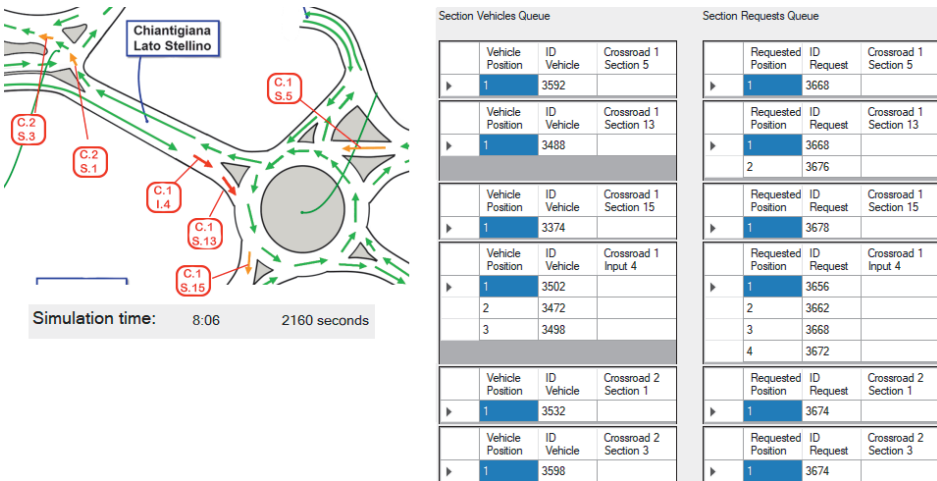 Chiantigiana
Lato Stellino
C.1
S.5
C.2
S.3
C.2
S.1
C.1
I.4
C.1
S.13
C.1
S.15
Simulation time: 8:06 2160 seconds
Section Vehicles Queue
Vehicle Position ID Vehicle Crossroad 1 Section 5
1 3592
Vehicle Position ID Vehicle Crossroad 1 Section 13
1 3488
Vehicle Position ID Vehicle Crossroad 1 Section 15
1 3374
Vehicle Position ID Vehicle Crossroad 1 Input 4
1 3502
2 3472
3 3498
Vehicle Position ID Vehicle Crossroad 2 Section 1
1 3532
Vehicle Position ID Vehicle Crossroad 2 Section 3
1 3598
Section Requests Queue
Requested Position ID Request Crossroad 1 Section 5
1 3668
Requested Position ID Request Crossroad 1 Section 13
1 3668
2 3676
Requested Position ID Request Crossroad 1 Section 15
1 3678
Requested Position ID Request Crossroad 1 Input 4
1 3656
2 3662
3 3668
4 3672
Requested Position ID Request Crossroad 2 Section 1
1 3674
Requested Position ID Request Crossroad 2 Section 3
1 3674